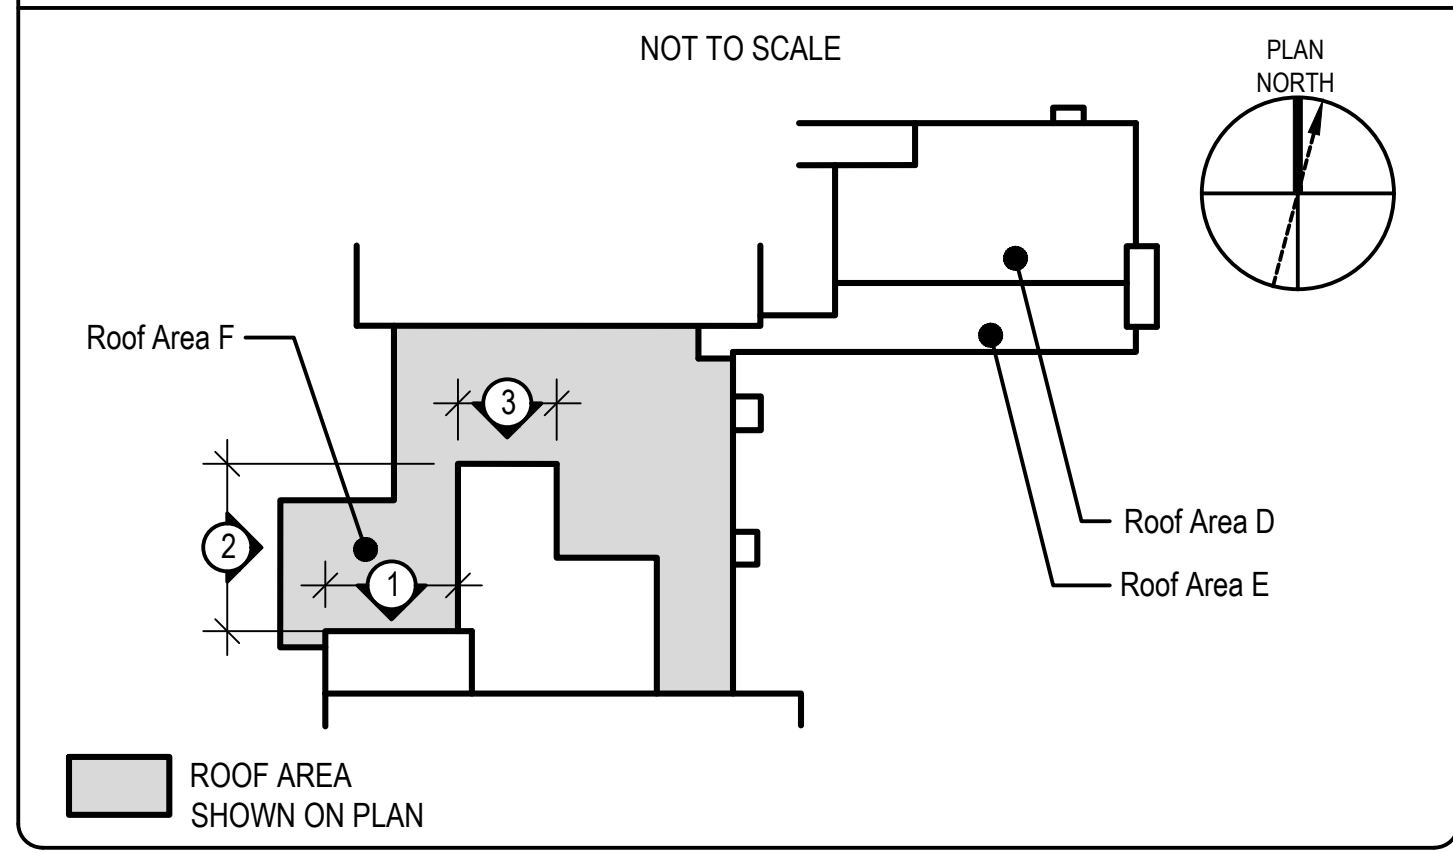 NOT TO SCALE
PLAN
NORTH
Roof Area F
3
2
1
Roof Area D
Roof Area E
ROOF AREA
SHOWN ON PLAN